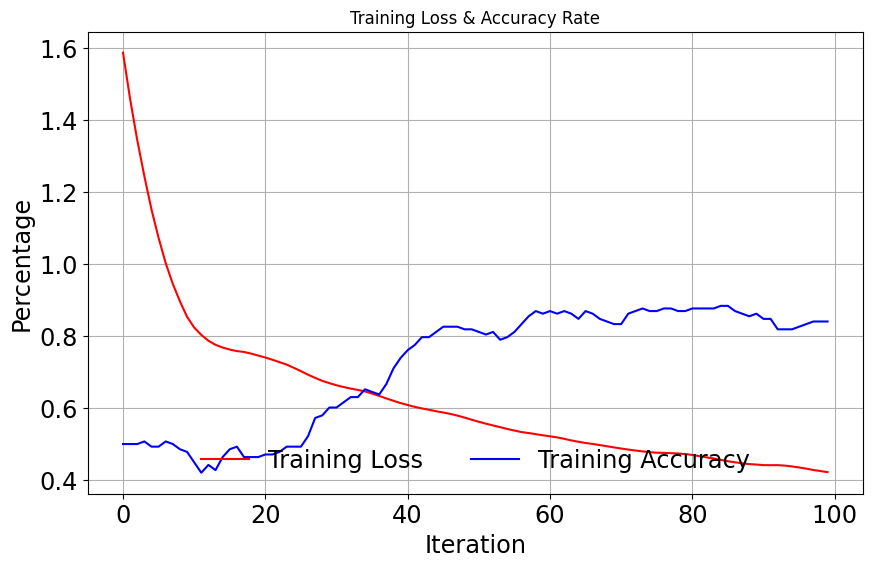 Training Loss & Accuracy Rate
1.6
1.4
1.2
1.0
0.8
0.6
0.4
Percentage
Training Loss Training Accuracy
0 20 40 60 80 100
Iteration